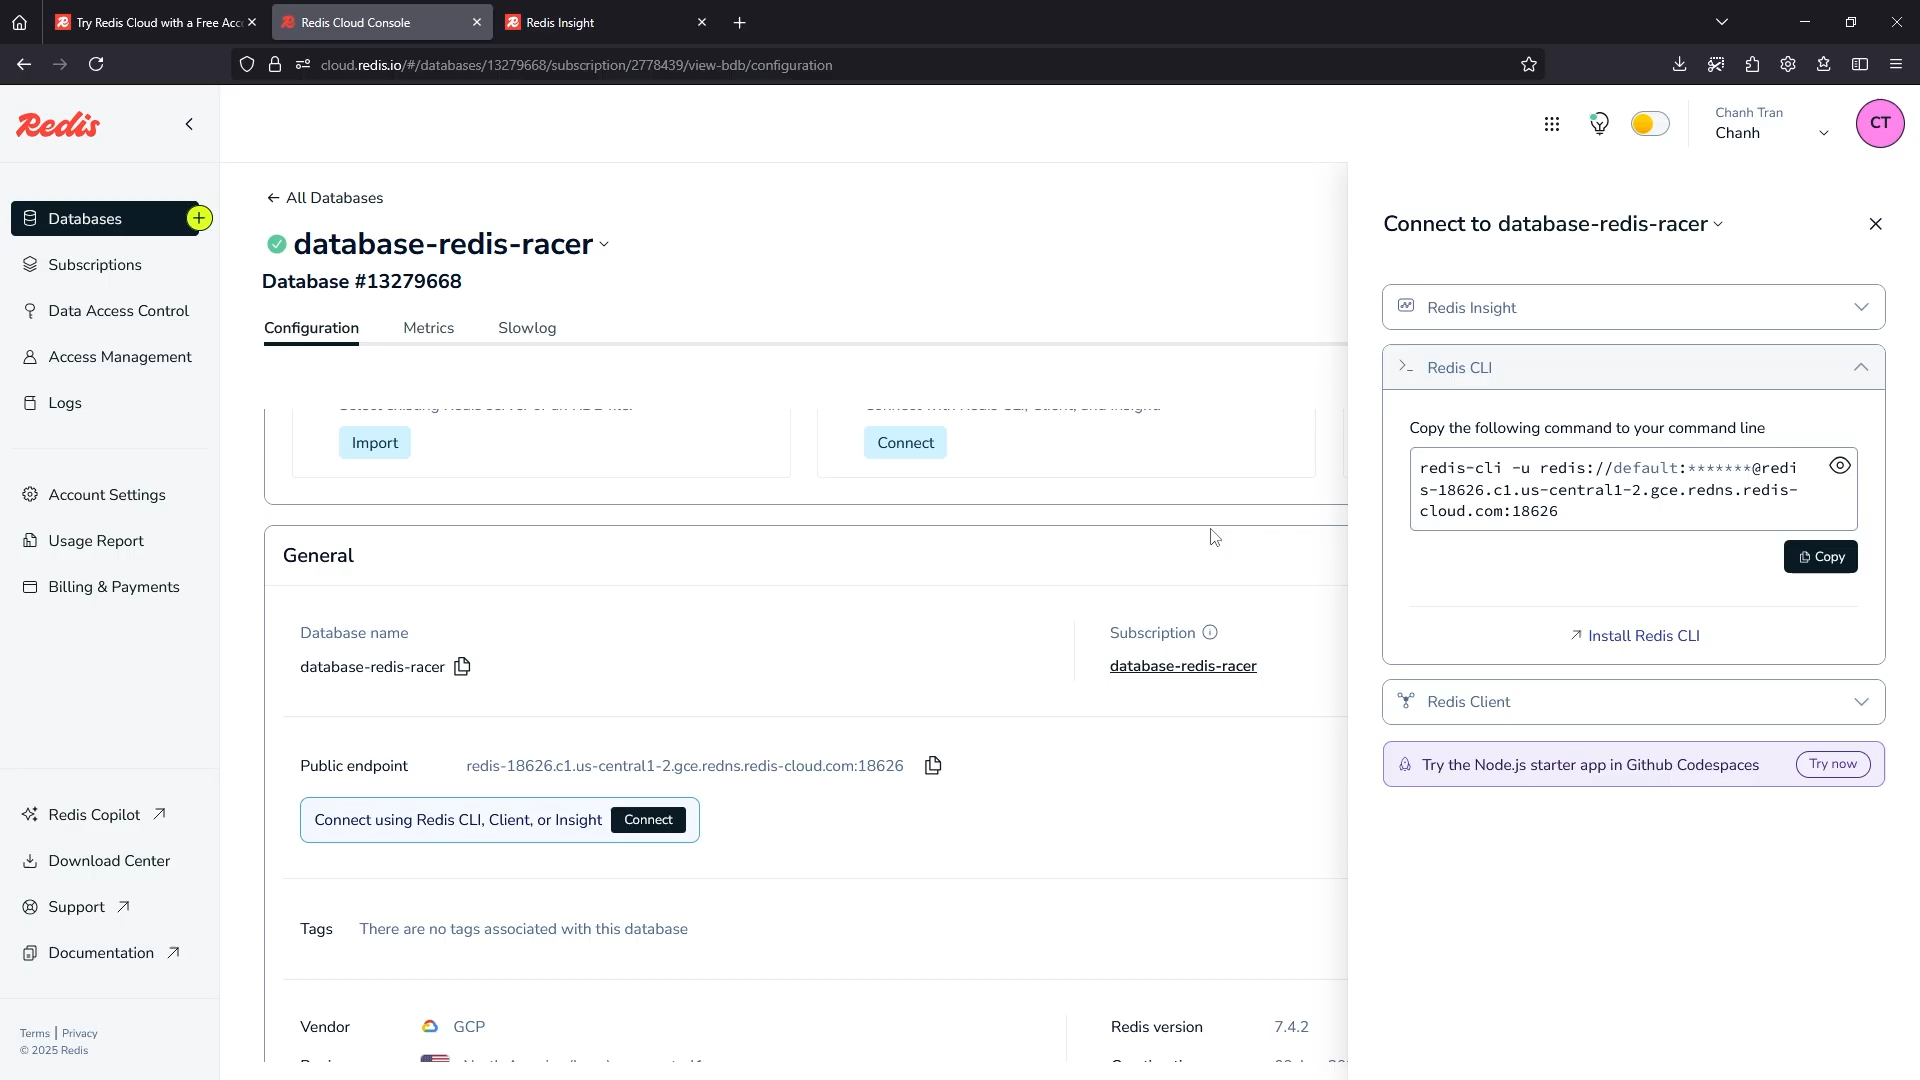 Try Redis Cloud with a Free Acc
Redis Cloud Console
Redis Insight
cloud.redis.io/#/databases/13279668/subscription/2778439/view-bdb/configuration
Redis
Chanh Tran
Chanh
CT
Databases
Subscriptions
Data Access Control
Access Management
Logs
Account Settings
Usage Report
Billing & Payments
Redis Copilot
Download Center
Support
Documentation
Terms | Privacy
© 2025 Redis
All Databases
database-redis-racer
Database #13279668
Configuration
Metrics
Slowlog
Import
Connect
General
Database name
database-redis-racer
Subscription
database-redis-racer
Public endpoint
redis-18626.c1.us-central1-2.gce.redns.redis-cloud.com:18626
Connect using Redis CLI, Client, or Insight
Connect
Tags
There are no tags associated with this database
Vendor
GCP
Redis version
7.4.2
Connect to database-redis-racer
Redis Insight
Redis CLI
Copy the following command to your command line
redis-cli -u redis://default:*******@redi
s-18626.c1.us-central1-2.gce.redns.redis-
cloud.com:18626
Copy
Install Redis CLI
Redis Client
Try the Node.js starter app in Github Codespaces
Try now